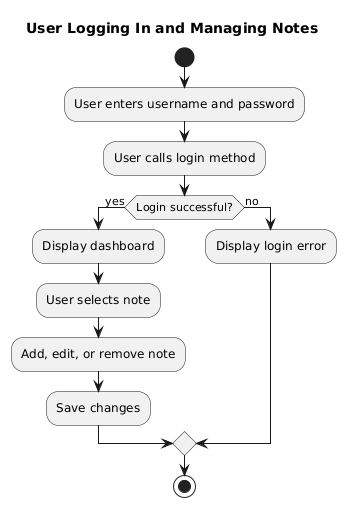 User Logging In and Managing Notes
User enters username and password
User calls login method
yes
Login successful?
no
Display dashboard
Display login error
User selects note
Add, edit, or remove note
Save changes